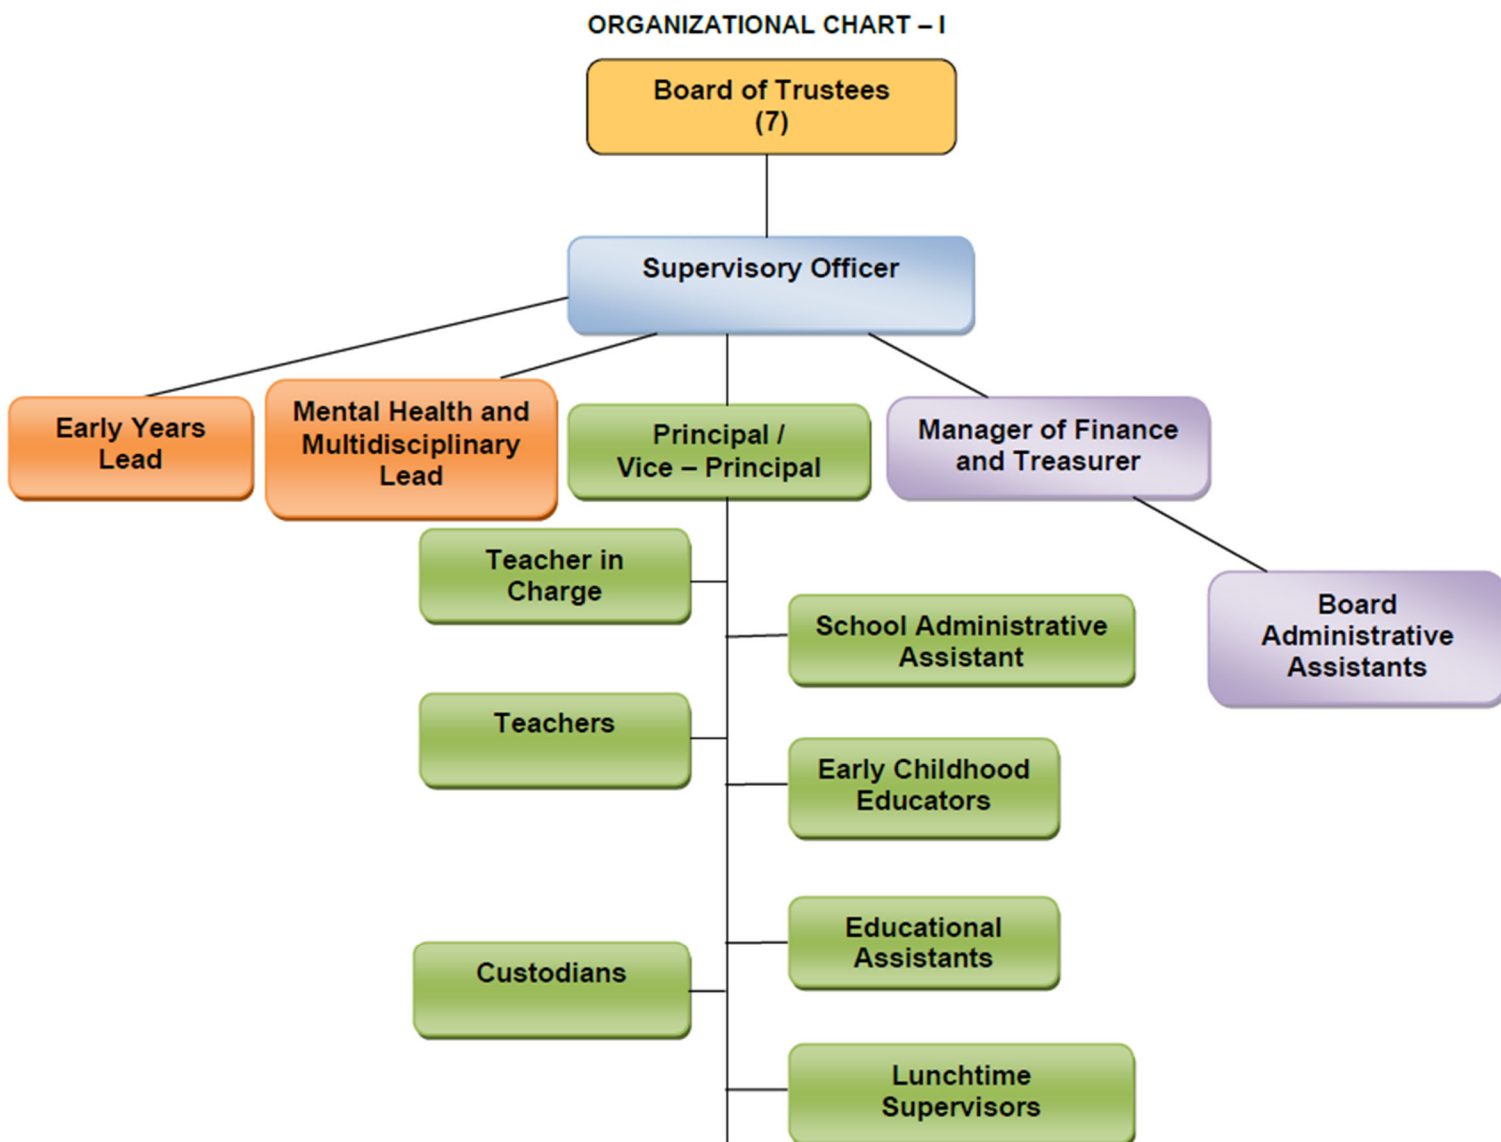 ORGANIZATIONAL CHART – I
Board of Trustees
(7)
Supervisory Officer
Early Years
Lead
Mental Health and
Multidisciplinary
Lead
Principal /
Vice – Principal
Manager of Finance
and Treasurer
Teacher in
Charge
School Administrative
Assistant
Board
Administrative
Assistants
Teachers
Early Childhood
Educators
Educational
Assistants
Custodians
Lunchtime
Supervisors